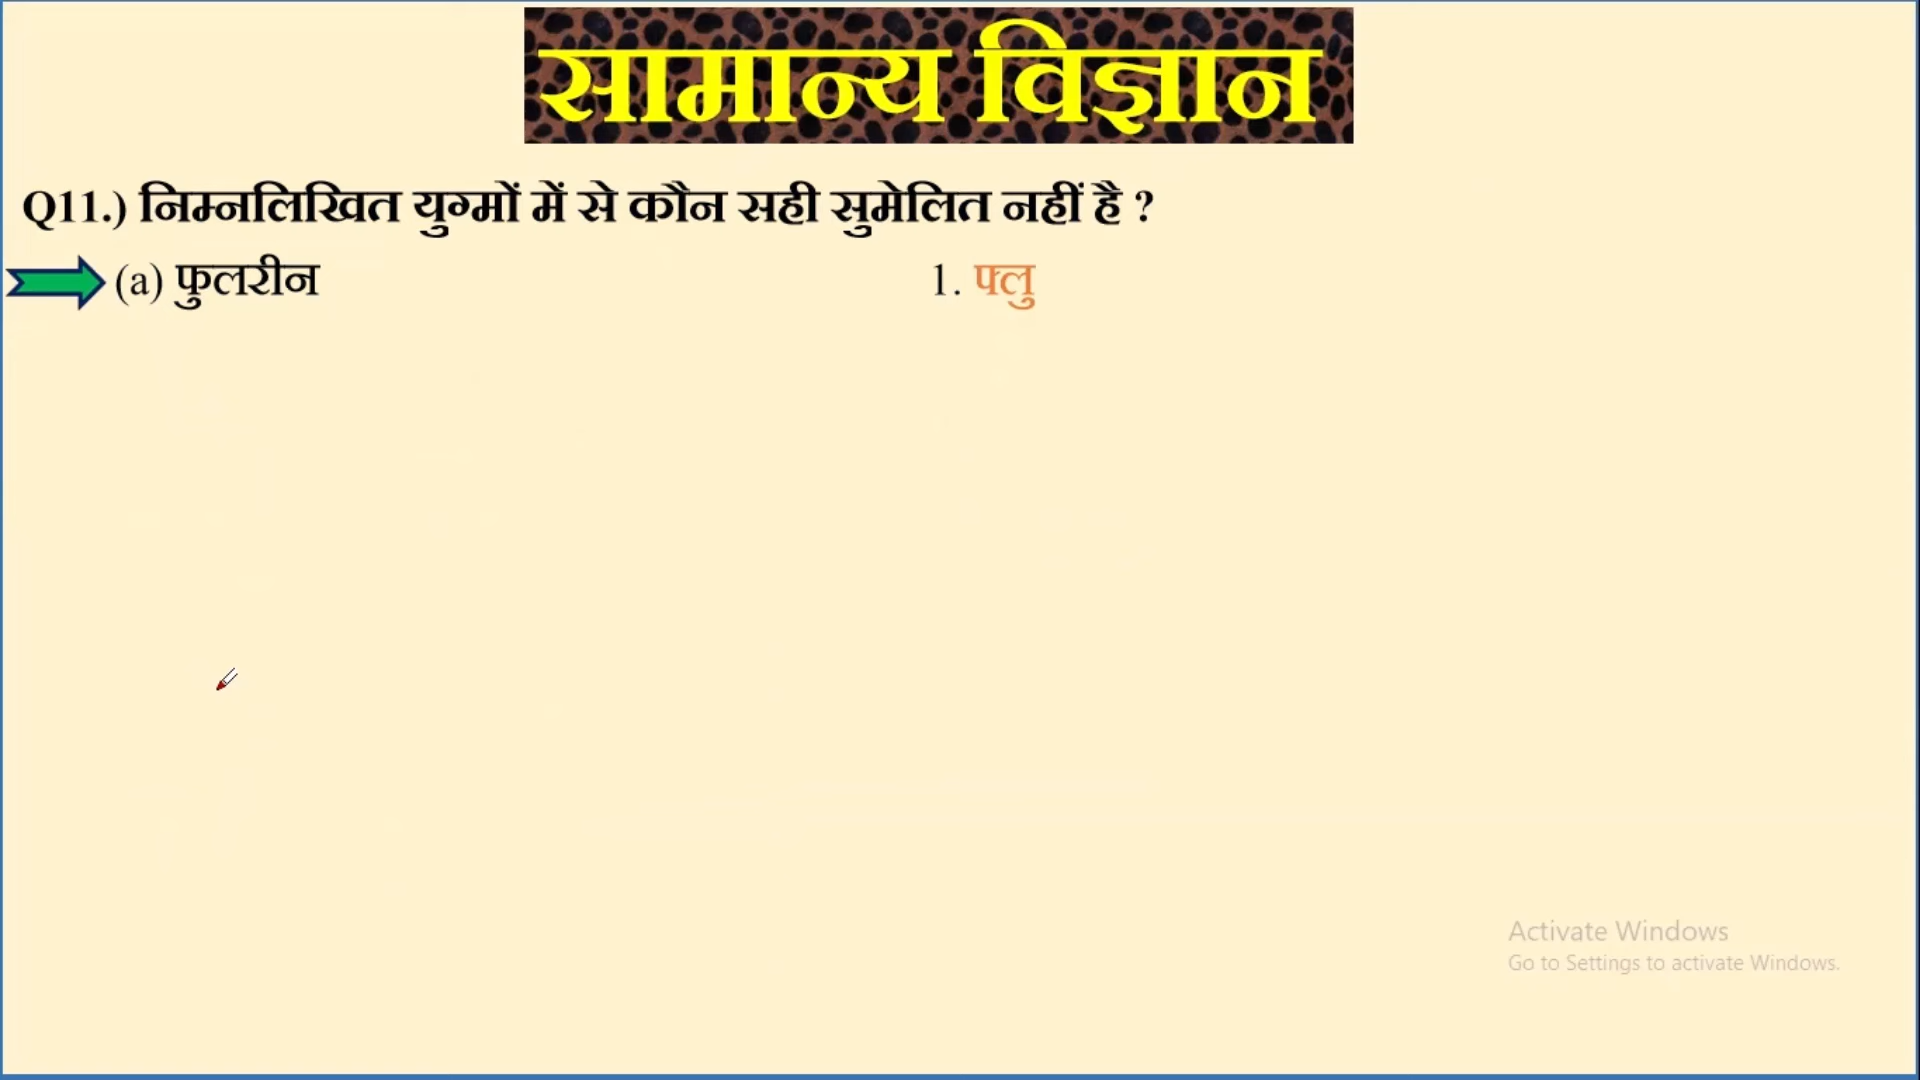 सामान्य विज्ञान
Q11.) निम्नलिखित युग्मों में से कौन सही सुमेलित नहीं है ?
(a) फुलरीन 1. फ्लु
Activate Windows
Go to Settings to activate Windows.